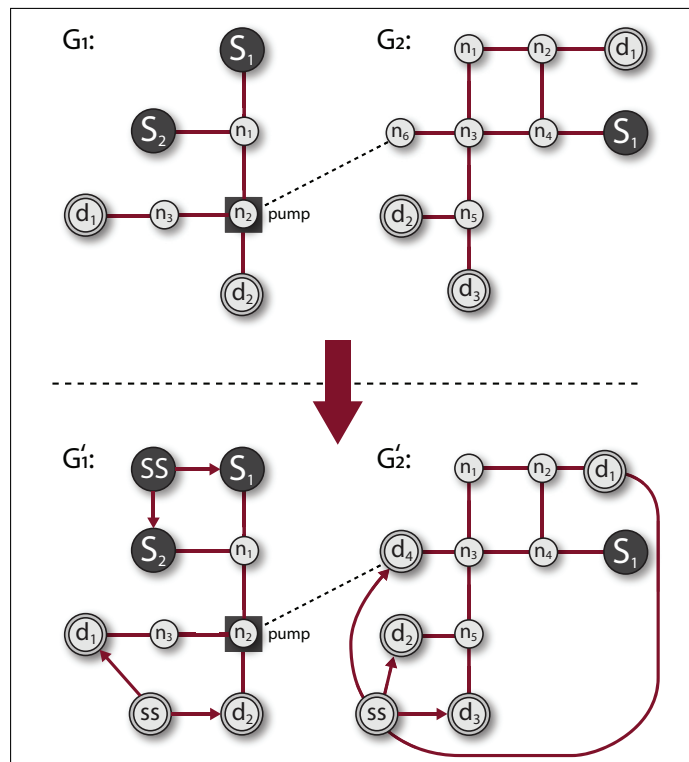 G₁:
S₁
S₂
n₁
d₁
n₃
n₂
pump
d₂
G₂:
n₁
n₂
d₁
n₆
n₃
n₄
S₁
d₂
n₅
d₃
G′₁:
SS
S₁
S₂
n₁
d₁
n₃
n₂
pump
ss
d₂
G′₂:
n₁
n₂
d₁
d₄
n₃
n₄
S₁
d₂
n₅
ss
d₃